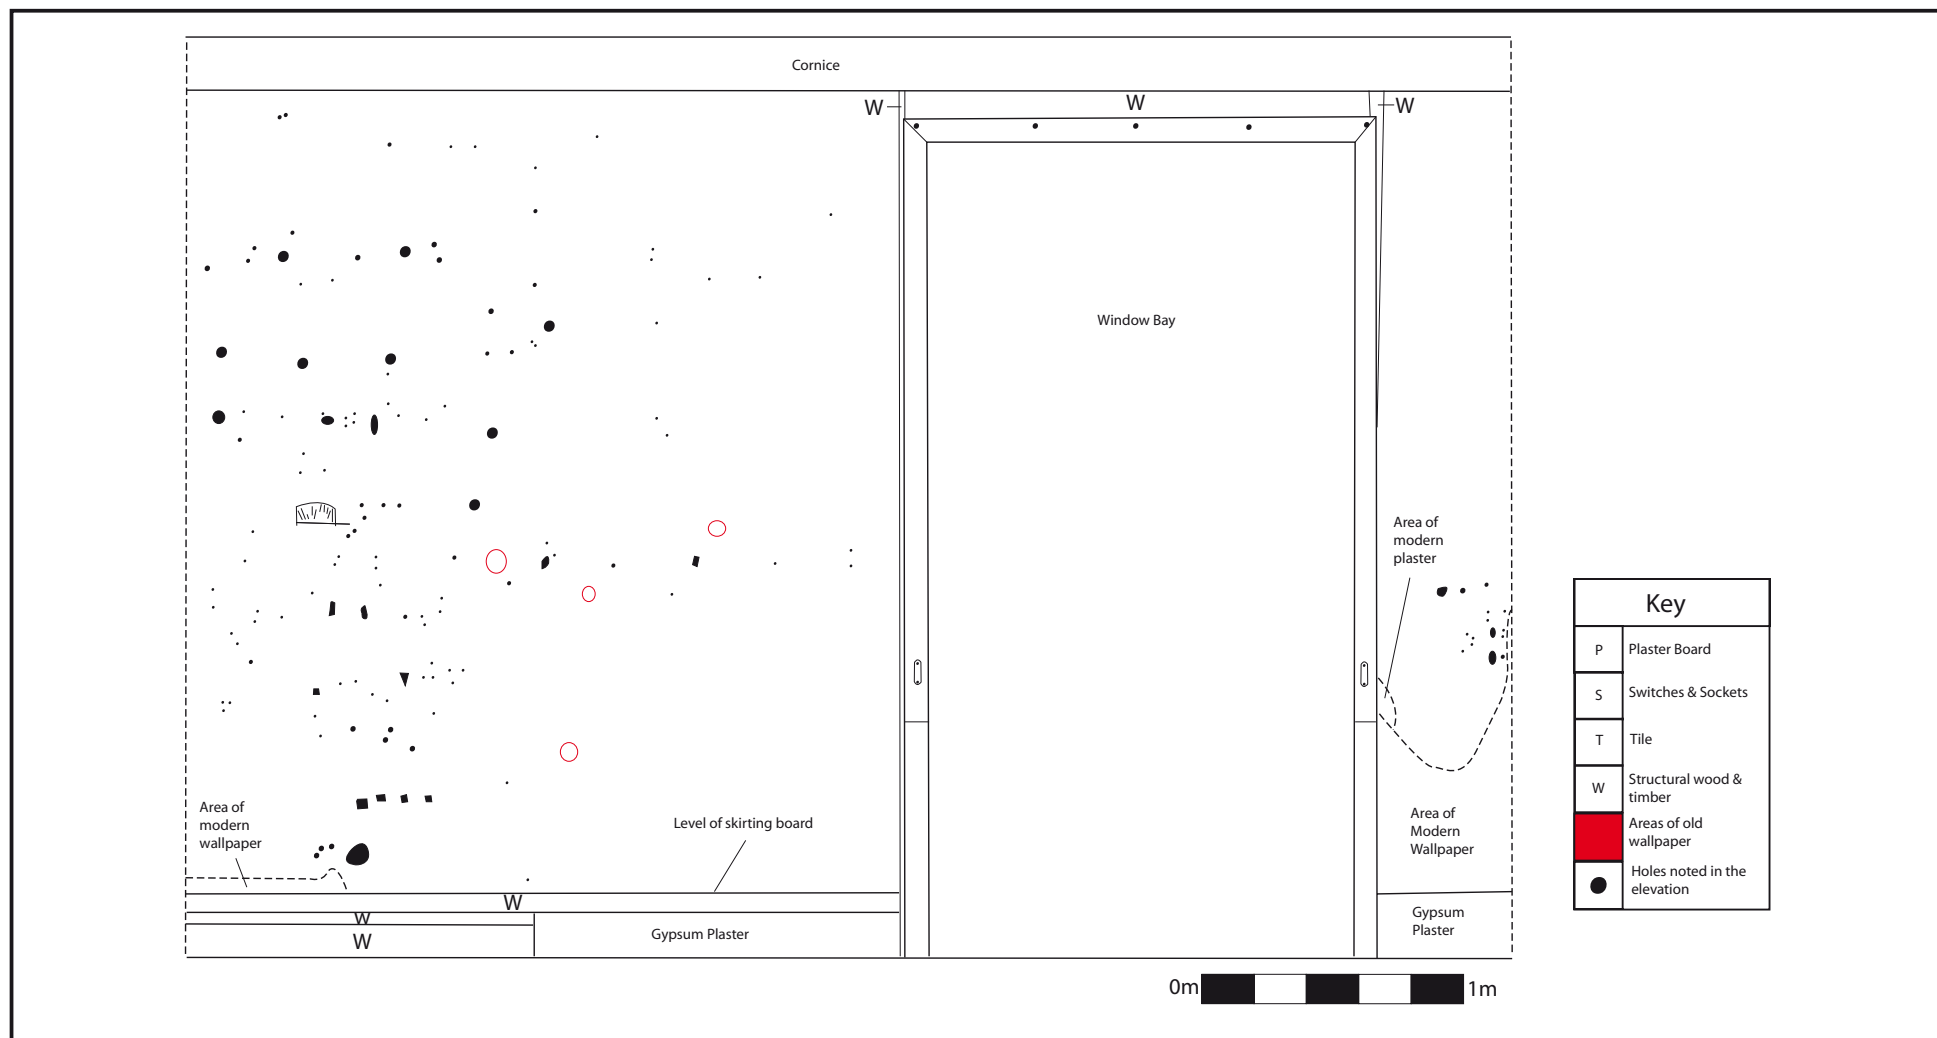 Cornice
W
W
W
Window Bay
Area of
modern
plaster
Area of
modern
wallpaper
Level of skirting board
Area of
Modern
Wallpaper
W
W
W
Gypsum Plaster
Gypsum
Plaster
0m
1m
Key
P Plaster Board
S Switches & Sockets
T Tile
W Structural wood &
timber
Areas of old
wallpaper
Holes noted in the
elevation